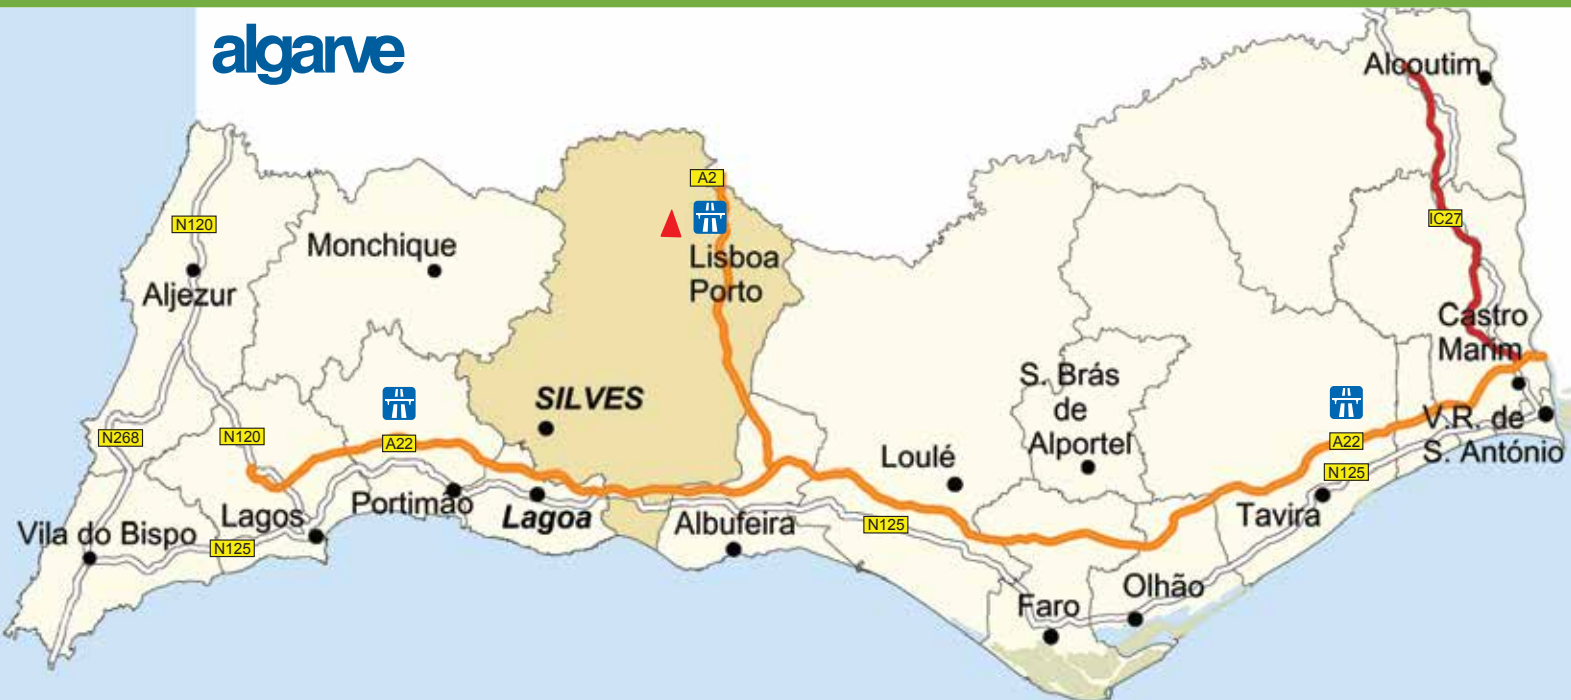 algarve
Alcoutim
A2
N120
IC27
Monchique
Lisboa
Porto
Aljezur
Castro
Marim
S. Brás
de
Alportel
SILVES
N268
N120
A22
A22
V.R. de
S. António
Loulé
N125
Portimão
Lagos
Lagoa
Albufeira
N125
Tavira
Vila do Bispo
N125
Olhão
Faro